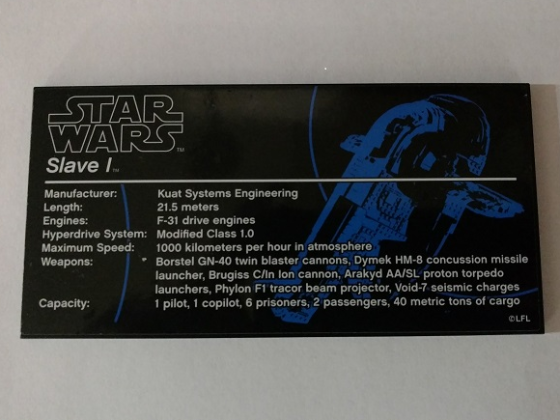 STAR
WARS™
Slave I™
Manufacturer: Kuat Systems Engineering
Length: 21.5 meters
Engines: F-31 drive engines
Hyperdrive System: Modified Class 1.0
Maximum Speed: 1000 kilometers per hour in atmosphere
Weapons: Borstel GN-40 twin blaster cannons, Dymek HM-8 concussion missile
launcher, Brugiss C/ln Ion cannon, Arakyd AA/SL proton torpedo
launchers, Phylon F1 tracor beam projector, Void-7 seismic charges
Capacity: 1 pilot, 1 copilot, 6 prisoners, 2 passengers, 40 metric tons of cargo
©LFL